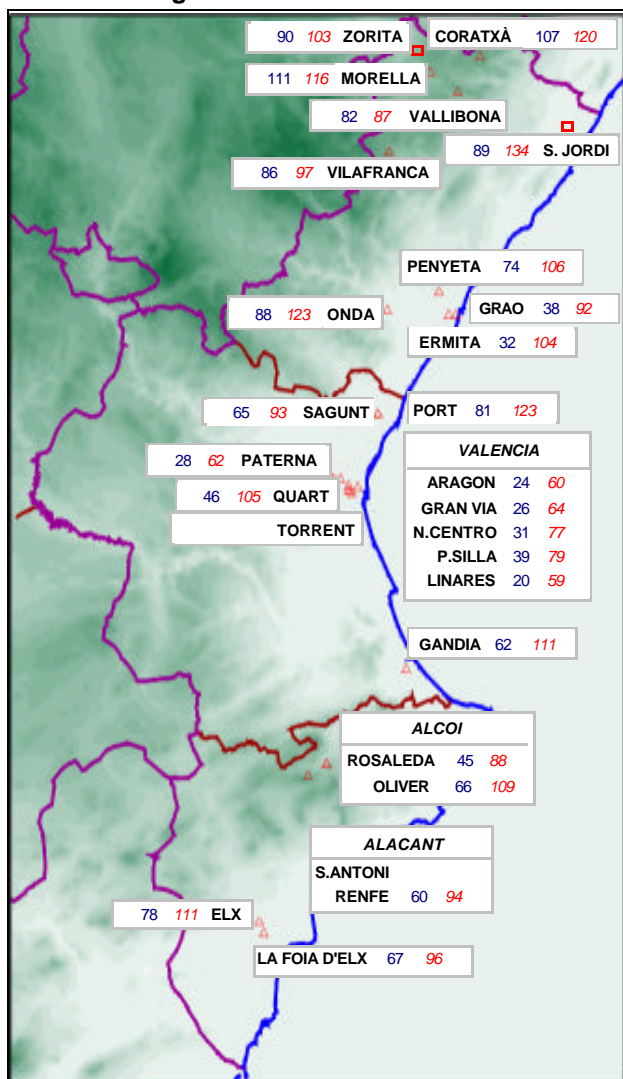 90 103 ZORITA
CORATXÀ 107 120
111 116 MORELLA
82 87 VALLIBONA
89 134 S. JORDI
86 97 VILAFRANCA
PENYETA 74 106
88 123 ONDA
GRAO 38 92
ERMITA 32 104
65 93 SAGUNT
PORT 81 123
28 62 PATERNA
46 105 QUART
TORRENT
VALENCIA
ARAGON 24 60
GRAN VIA 26 64
N.CENTRO 31 77
P.SILLA 39 79
LINARES 20 59
GANDIA 62 111
ALCOI
ROSALEDA 45 88
OLIVER 66 109
ALACANT
S.ANTONI
RENFE 60 94
78 111 ELX
LA FOIA D'ELX 67 96